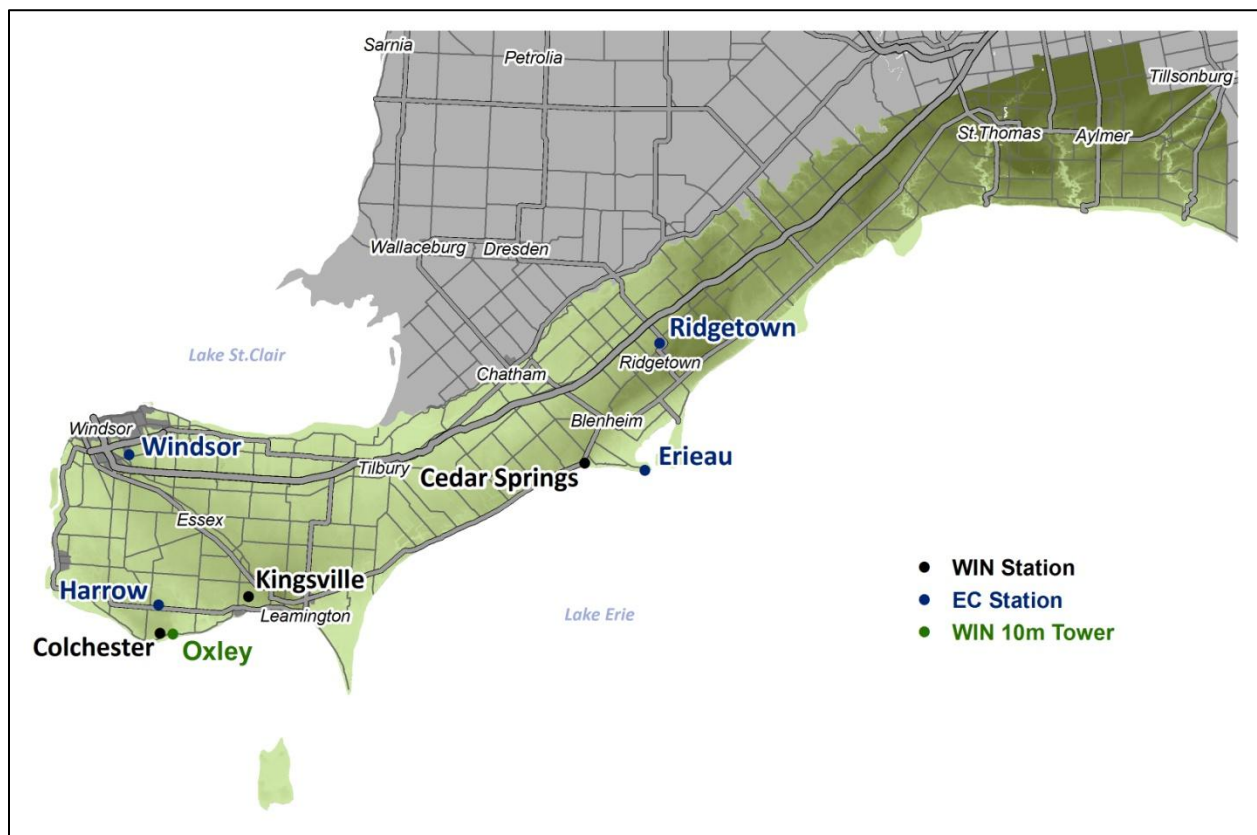 Sarnia
Petrolia
Tillsonburg
St.Thomas
Aylmer
Wallaceburg
Dresden
Ridgetown
Lake St.Clair
Ridgetown
Chatham
Blenheim
Windsor
Windsor
Erieau
Tilbury
Cedar Springs
Essex
WIN Station
Kingsville
Harrow
EC Station
Leamington
Lake Erie
WIN 10m Tower
Colchester
Oxley